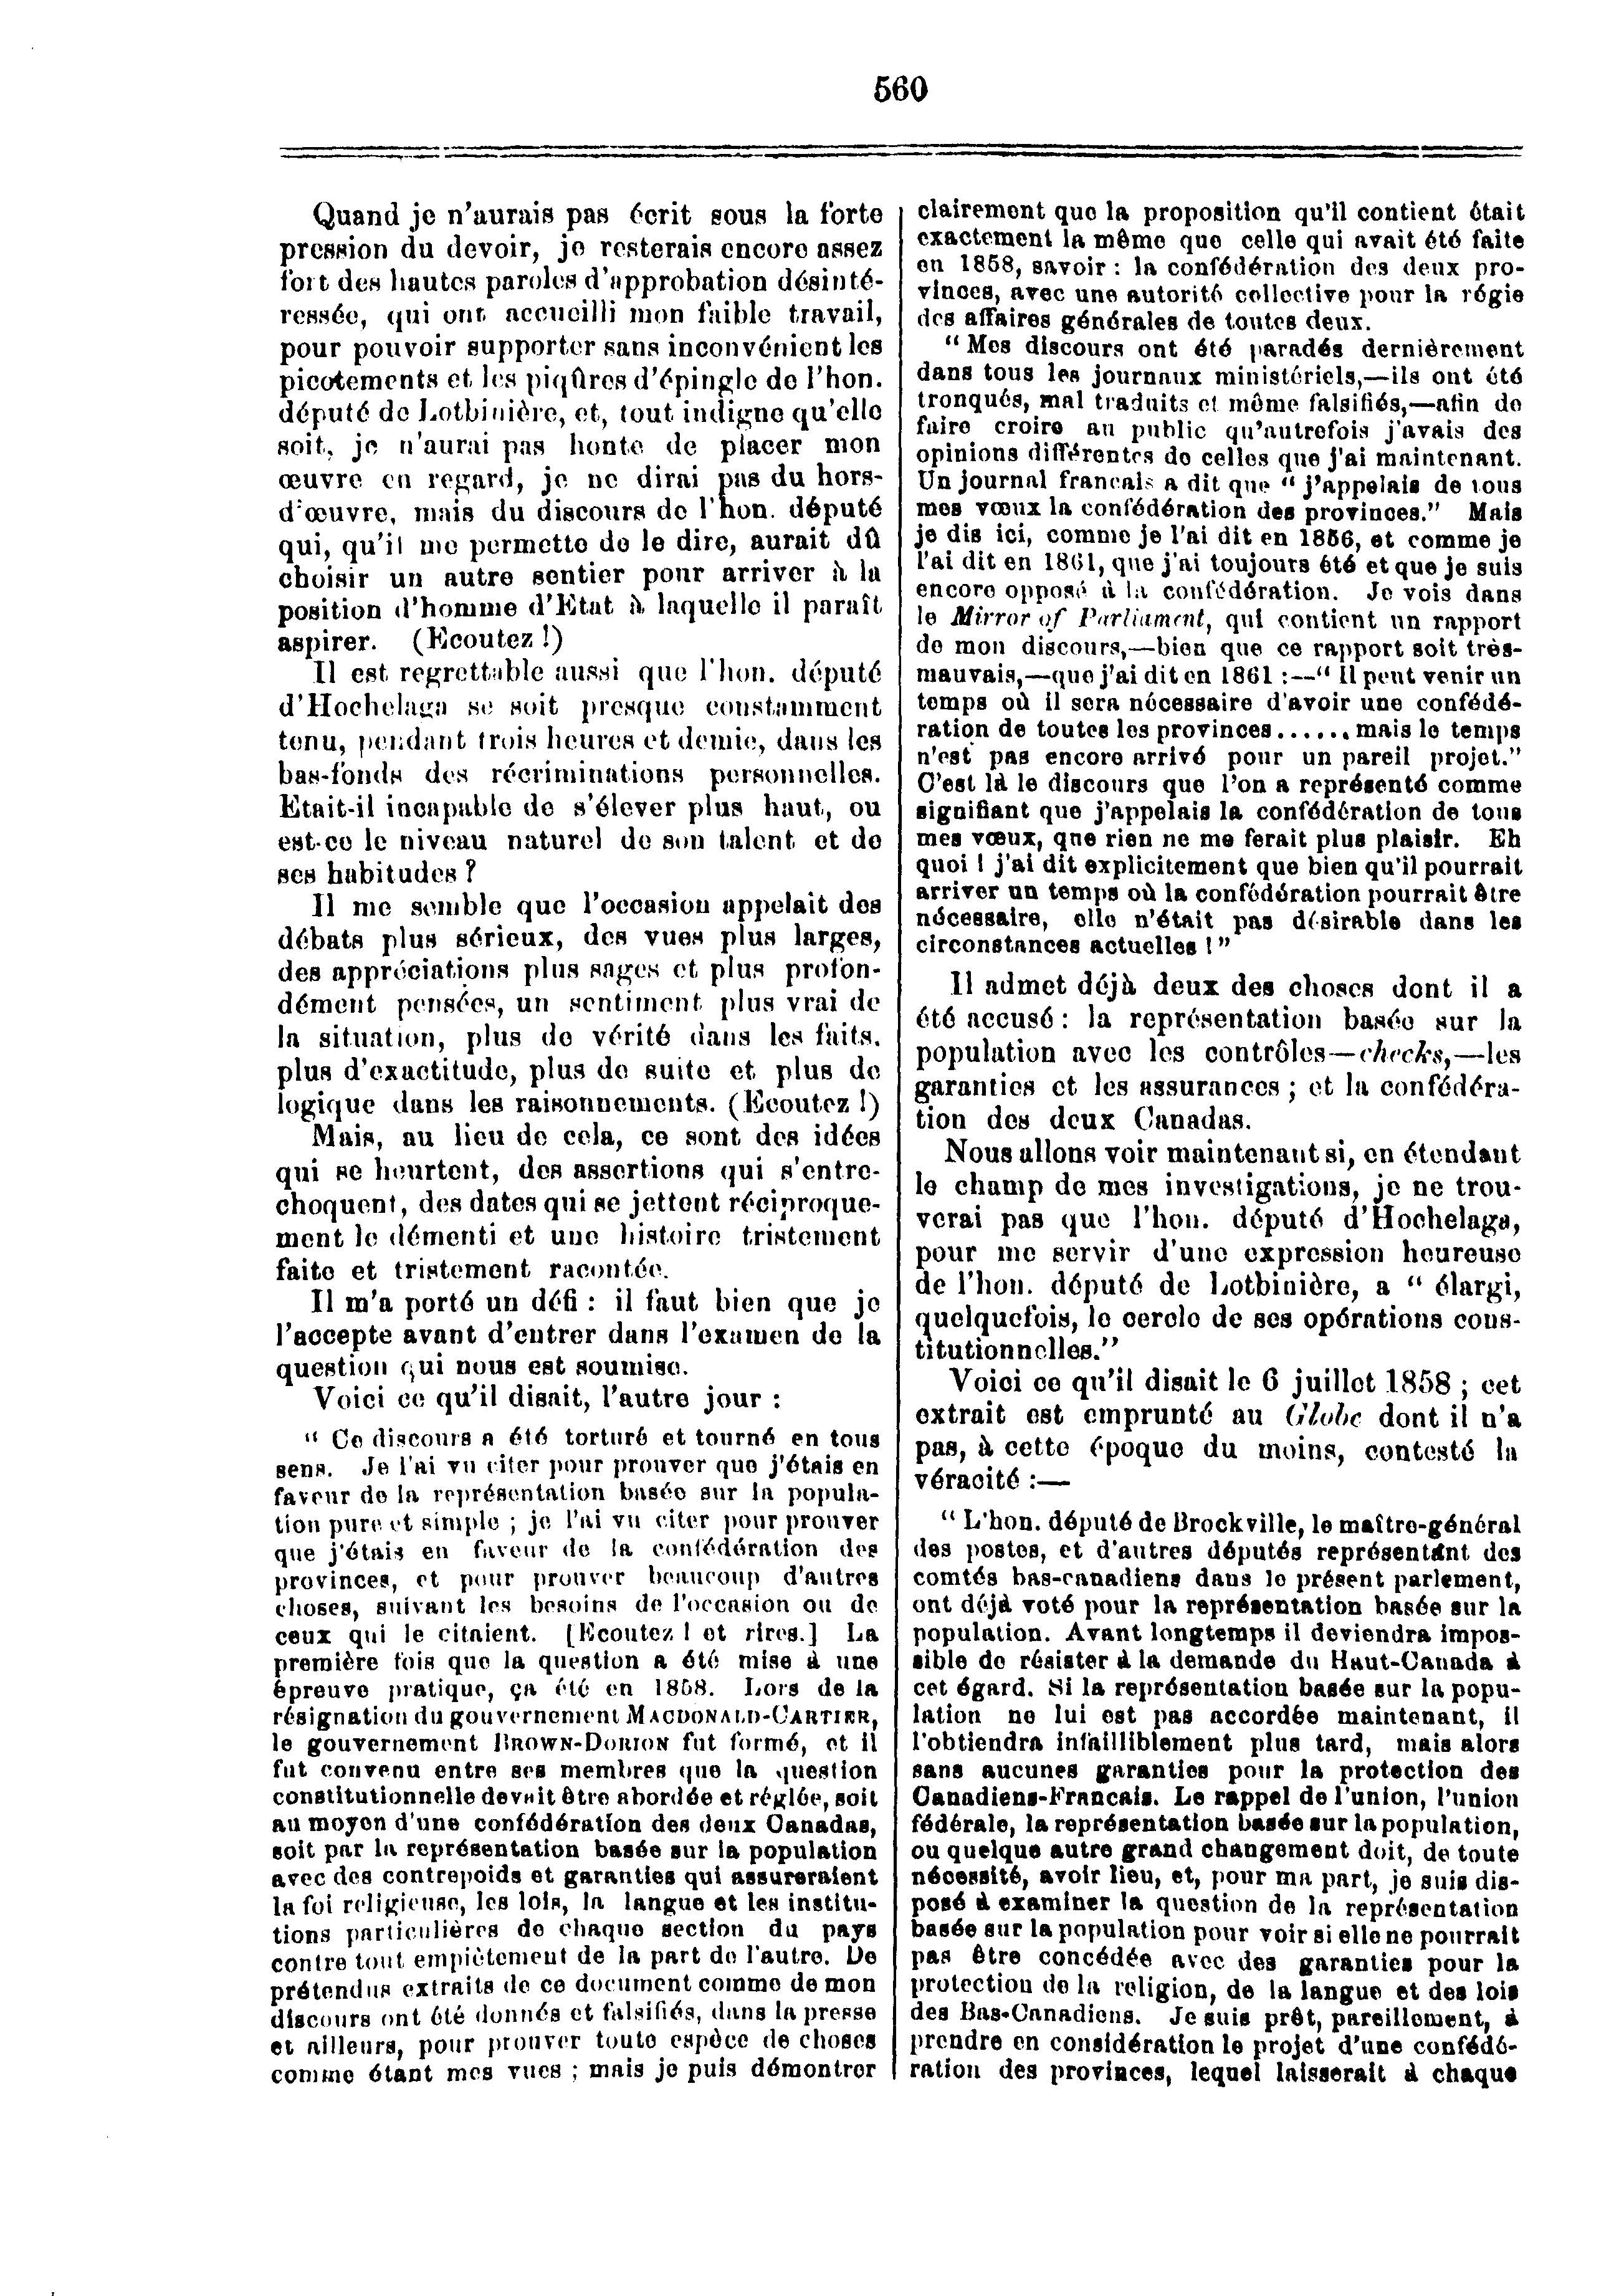 560
Quand je n'aurais pas écrit sous la forte
pression du devoir, je resterais encore assez
fort des hautes paroles d'approbation désinté-
ressée, qui ont accueilli mon faible travail,
pour pouvoir supporter sans inconvénient les
picotements et les piqûres d'épingle de l'hon.
député de Lotbinière, et, tout indigne qu'elle
soit, je n'aurai pas honte de placer mon
œuvre en regard, je ne dirai pas du hors-
d'œuvre, mais du discours de l'hon. député
qui, qu'il me permette de le dire, aurait dû
choisir un autre sentier pour arriver à la
position d'homme d'Etat à laquelle il paraît
aspirer. (Ecoutez !)
Il est regrettable aussi que l'hon. député
d'Hochelaga se soit presque constamment
tenu, pendant trois heures et demie, dans les
bas-fonds des récriminations personnelles.
Etait-il incapable de s'élever plus haut, ou
est-ce le niveau naturel de son talent et de
ses habitudes ?
Il me semble que l'occasion appelait des
débats plus sérieux, des vues plus larges,
des appréciations plus sages et plus profon-
dément pensées, un sentiment plus vrai de
la situation, plus de vérité dans les faits,
plus d'exactitude, plus de suite et plus de
logique dans les raisonnements. (Ecoutez !)
Mais, au lieu de cela, ce sont des idées
qui se heurtent, des assertions qui s'entre-
choquent, des dates qui se jettent réciproque-
ment le démenti et une histoire tristement
faite et tristement racontée.
Il m'a porté un défi : il faut bien que je
l'accepte avant d'entrer dans l'examen de la
question qui nous est soumise.
Voici ce qu'il disait, l'autre jour :
“ Ce discours a été torturé et tourné en tous
sens. Je l'ai vu citer pour prouver que j'étais en
faveur de la représentation basée sur la popula-
tion pure et simple ; je l'ai vu citer pour prouver
que j'étais en faveur de la confédération des
provinces, et pour prouver beaucoup d'autres
choses, suivant les besoins de l'occasion ou de
ceux qui le citaient. [Ecoutez ! et rires.] La
première fois que la question a été mise à une
épreuve pratique, ça été en 1858. Lors de la
résignation du gouvernement MACDONALD-CARTIER,
le gouvernement BROWN-DORION fut formé, et il
fut convenu entre ses membres que la question
constitutionnelle devait être abordée et réglée, soit
au moyen d'une confédération des deux Canadas,
soit par la représentation basée sur la population
avec des contrepoids et garanties qui assureraient
la foi religieuse, les lois, la langue et les institu-
tions particulières de chaque section du pays
contre tout empiètement de la part de l'autre. De
prétendus extraits de ce document comme de mon
discours ont été donnés et falsifiés, dans la presse
et ailleurs, pour prouver toute espèce de choses
comme étant mes vues ; mais je puis démontrer
clairement que la proposition qu'il contient était
exactement la même que celle qui avait été faite
en 1858, savoir : la confédération des deux pro-
vinces, avec une autorité collective pour la régie
des affaires générales de toutes deux.
“ Mes discours ont été paradés dernièrement
dans tous les journaux ministériels,—ils ont été
tronqués, mal traduits et même falsifiés,—afin de
faire croire au public qu'autrefois j'avais des
opinions différentes de celles que j'ai maintenant.
Un journal francais a dit que “ j'appelais de tous
mes vœux la confédération des provinces.” Mais
je dis ici, comme je l'ai dit en 1856, et comme je
l'ai dit en 1861, que j'ai toujours été et que je suis
encore opposé à la confédération. Je vois dans
le Mirror of Parliament, qui contient un rapport
de mon discours,—bien que ce rapport soit très-
mauvais,—que j'ai dit en 1861 :—“ Il peut venir un
temps où il sera nécessaire d'avoir une confédé-
ration de toutes les provinces...... mais le temps
n'est pas encore arrivé pour un pareil projet.”
C'est là le discours que l'on a représenté comme
signifiant que j'appelais la confédération de tous
mes vœux, que rien ne me ferait plus plaisir. Eh
quoi ! j'ai dit explicitement que bien qu'il pourrait
arriver un temps où la confédération pourrait être
nécessaire, elle n'était pas désirable dans les
circonstances actuelles !”
Il admet déjà deux des choses dont il a
été accusé : la représentation basée sur la
population avec les contrôles—checks,—les
garanties et les assurances ; et la confédéra-
tion des deux Canadas.
Nous allons voir maintenant si, en étendant
le champ de mes investigations, je ne trou-
verai pas que l'hon. député d'Hochelaga,
pour me servir d'une expression heureuse
de l'hon. député de Lotbinière, a “ élargi,
quelquefois, le cercle de ses opérations cons-
titutionnelles.”
Voici ce qu'il disait le 6 juillet 1858 ; cet
extrait est emprunté au Globe dont il n'a
pas, à cette époque du moins, contesté la
véracité :—
“ L'hon. député de Brockville, le maître-général
des postes, et d'autres députés représentant des
comtés bas-canadiens dans le présent parlement,
ont déjà voté pour la représentation basée sur la
population. Avant longtemps il deviendra impos-
sible de résister à la demande du Haut-Canada à
cet égard. Si la représentation basée sur la popu-
lation ne lui est pas accordée maintenant, il
l'obtiendra infailliblement plus tard, mais alors
sans aucunes garanties pour la protection des
Canadiens-Francais. Le rappel de l'union, l'union
fédérale, la représentation basée sur la population,
ou quelque autre grand changement doit, de toute
nécessité, avoir lieu, et, pour ma part, je suis dis-
posé à examiner la question de la représentation
basée sur la population pour voir si elle ne pourrait
pas être concédée avec des garanties pour la
protection de la religion, de la langue et des lois
des Bas-Canadiens. Je suis prêt, pareillement, à
prendre en considération le projet d'une confédé-
ration des provinces, lequel laisserait à chaque